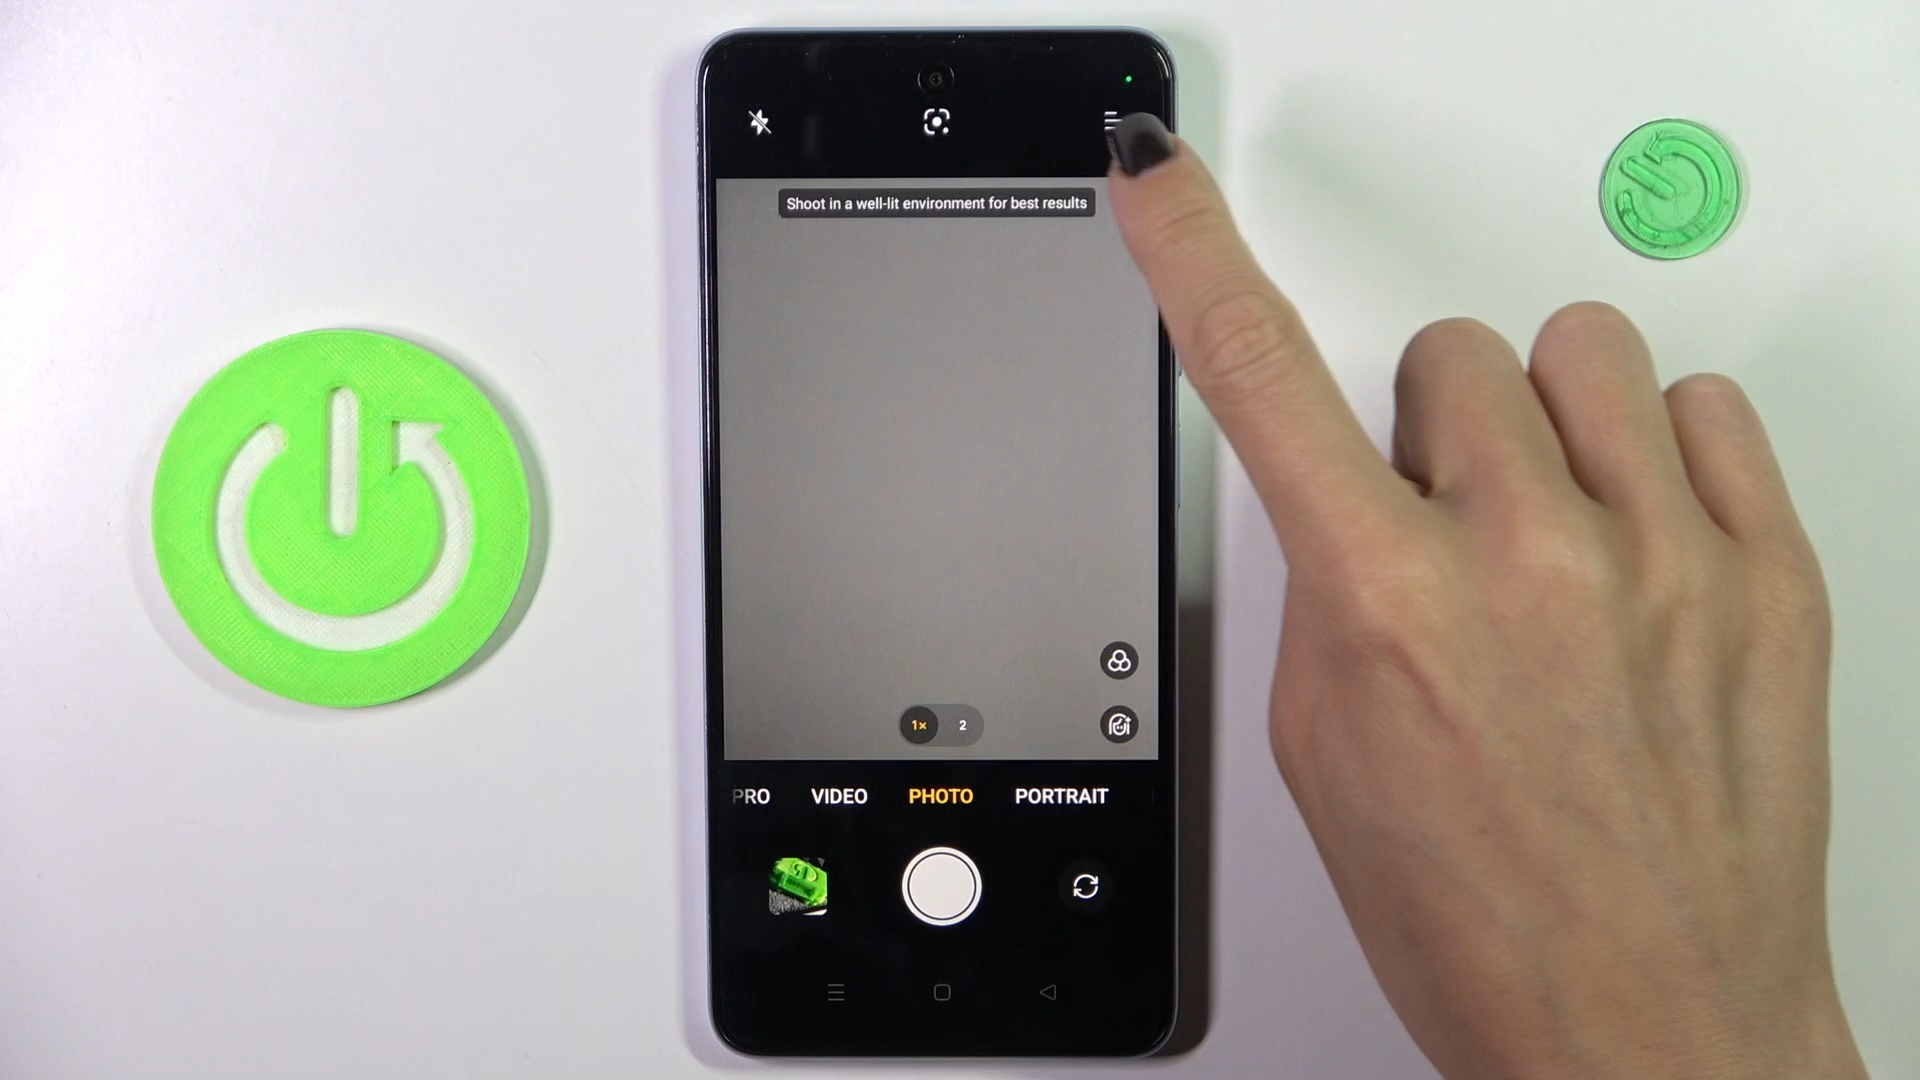 Shoot in a well-lit environment for best results
1×
2
PRO
VIDEO
PHOTO
PORTRAIT